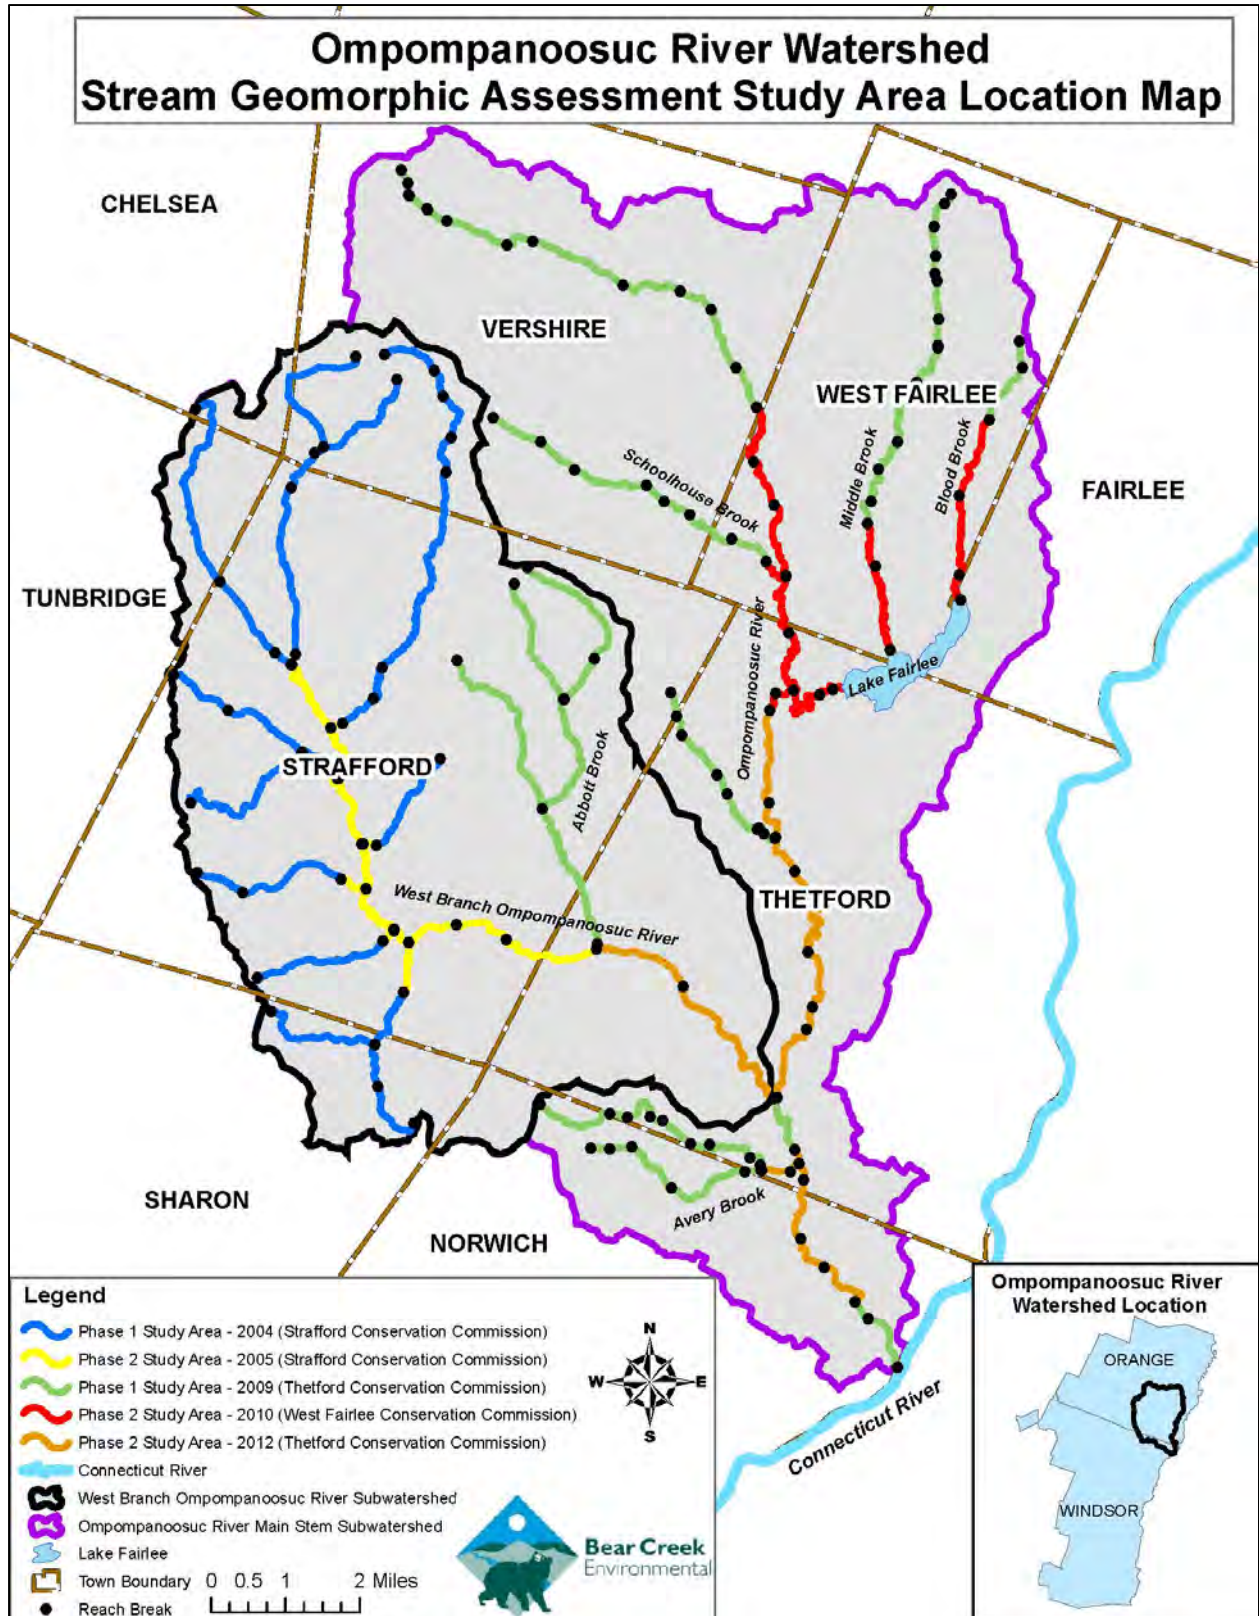 Ompompanoosuc River Watershed
Stream Geomorphic Assessment Study Area Location Map
CHELSEA
VERSHIRE
WEST FAIRLEE
Schoolhouse Brook
Middle Brook
Blood Brook
FAIRLEE
TUNBRIDGE
Ompompanoosuc River
Lake Fairlee
STRAFFORD
Abbott Brook
THETFORD
West Branch Ompompanoosuc River
SHARON
Avery Brook
NORWICH
Connecticut River
Legend
Phase 1 Study Area - 2004 (Strafford Conservation Commission)
Phase 2 Study Area - 2005 (Strafford Conservation Commission)
Phase 1 Study Area - 2009 (Thetford Conservation Commission)
Phase 2 Study Area - 2010 (West Fairlee Conservation Commission)
Phase 2 Study Area - 2012 (Thetford Conservation Commission)
Connecticut River
West Branch Ompompanoosuc River Subwatershed
Ompompanoosuc River Main Stem Subwatershed
Lake Fairlee
Town Boundary
Reach Break
0 0.5 1 2 Miles
N
W E
S
Bear Creek
Environmental
Ompompanoosuc River
Watershed Location
ORANGE
WINDSOR